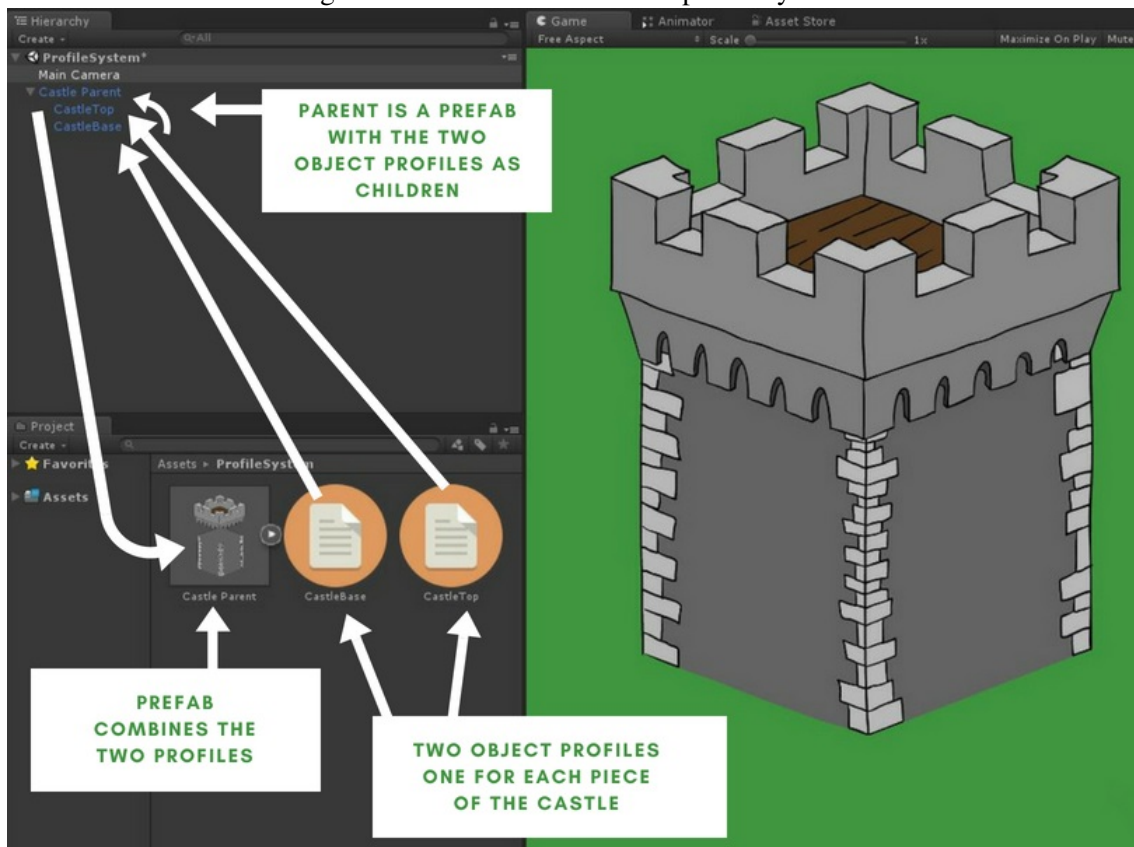 Hierarchy
Create
All
ProfileSystem*
Main Camera
Castle Parent
CastleTop
CastleBase
PARENT IS A PREFAB
WITH THE TWO
OBJECT PROFILES AS
CHILDREN
Game
Animator
Asset Store
Free Aspect
Scale
1x
Maximize On Play
Mute
Project
Create
Favorites
Assets
Assets
ProfileSystem
Castle Parent
CastleBase
CastleTop
PREFAB
COMBINES THE
TWO PROFILES
TWO OBJECT PROFILES
ONE FOR EACH PIECE
OF THE CASTLE